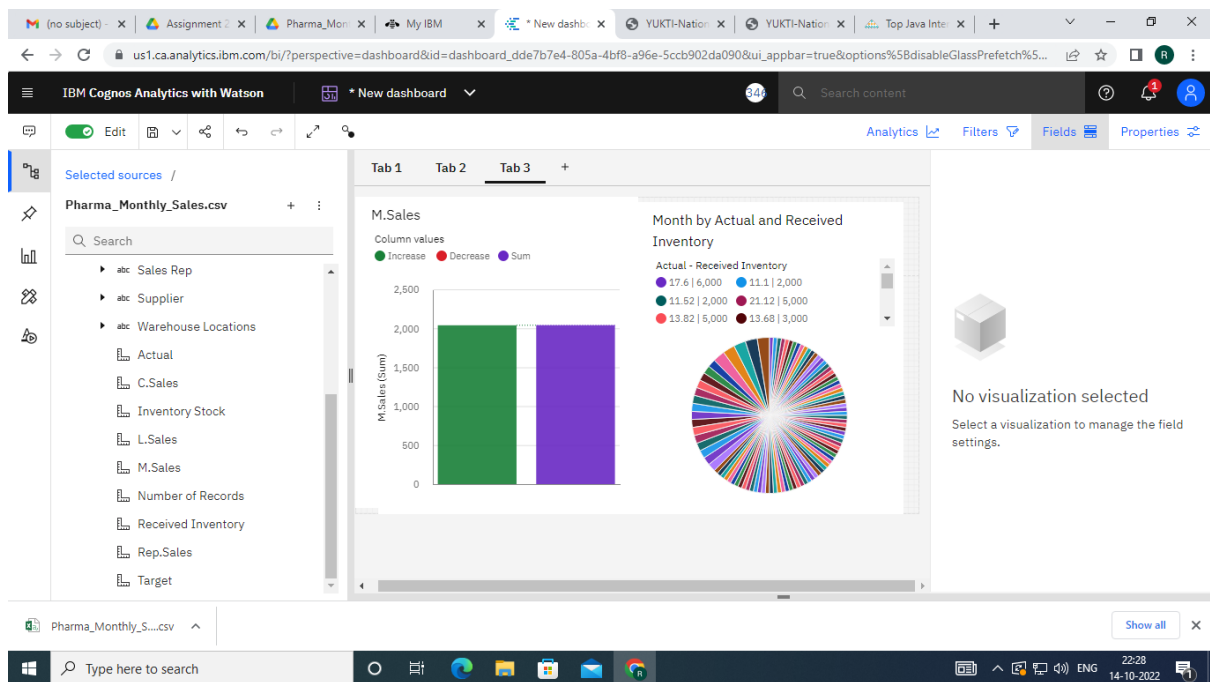 (no subject) -
Assignment 2
Pharma_Mon
My IBM
* New dashbo
YUKTI-Nation
YUKTI-Nation
Top Java Inter
us1.ca.analytics.ibm.com/bi/?perspective=dashboard&id=dashboard_dde7b7e4-805a-4bf8-a96e-5ccb902da090&ui_appbar=true&options%5BdisableGlassPrefetch%5...
R
IBM Cognos Analytics with Watson
* New dashboard
346
Search content
1
Edit
Analytics
Filters
Fields
Properties
Selected sources /
Pharma_Monthly_Sales.csv
Search
abc Sales Rep
abc Supplier
abc Warehouse Locations
Actual
C.Sales
Inventory Stock
L.Sales
M.Sales
Number of Records
Received Inventory
Rep.Sales
Target
Tab 1
Tab 2
Tab 3
M.Sales
Column values
Increase
Decrease
Sum
2,500
2,000
1,500
1,000
500
0
M.Sales (Sum)
Month by Actual and Received
Inventory
Actual - Received Inventory
17.6 | 6,000
11.1 | 2,000
11.52 | 2,000
21.12 | 5,000
13.82 | 5,000
13.68 | 3,000
No visualization selected
Select a visualization to manage the field
settings.
Pharma_Monthly_S....csv
Show all
Type here to search
R
ENG
22:28
14-10-2022
1